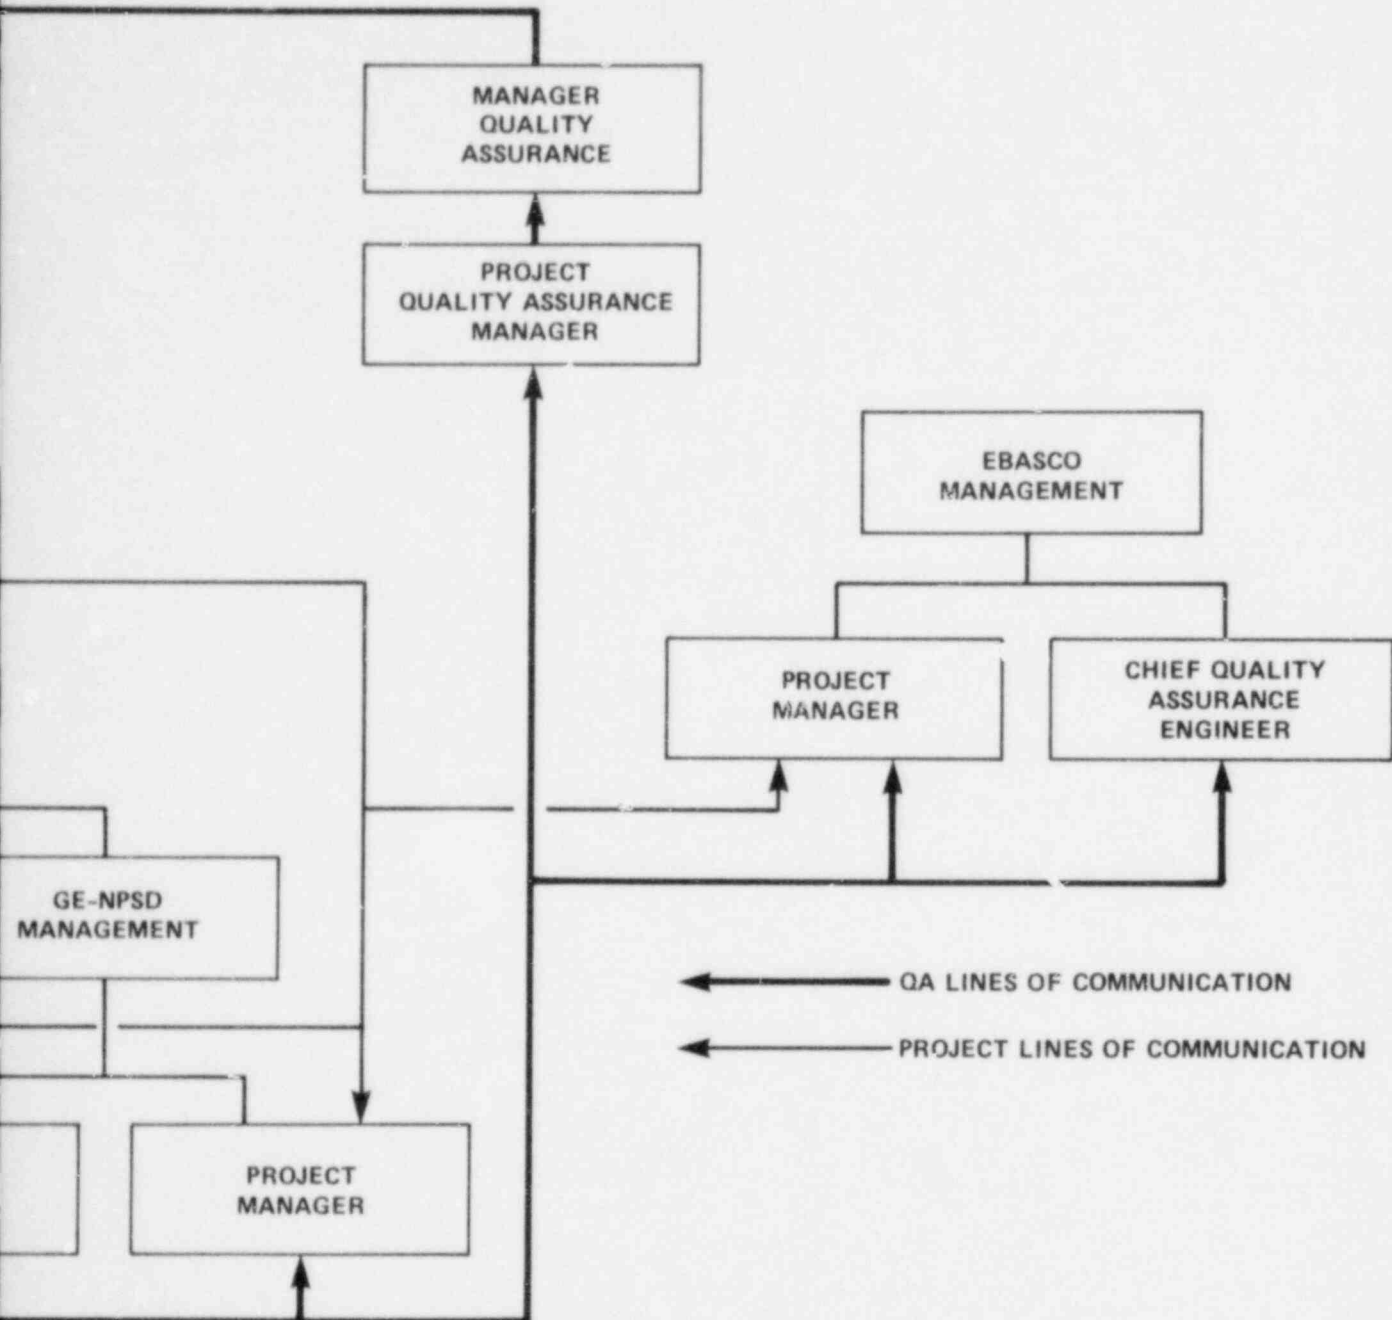 MANAGER
QUALITY
ASSURANCE
PROJECT
QUALITY ASSURANCE
MANAGER
EBASCO
MANAGEMENT
PROJECT
MANAGER
CHIEF QUALITY
ASSURANCE
ENGINEER
GE-NPSD
MANAGEMENT
QA LINES OF COMMUNICATION
PROJECT LINES OF COMMUNICATION
PROJECT
MANAGER